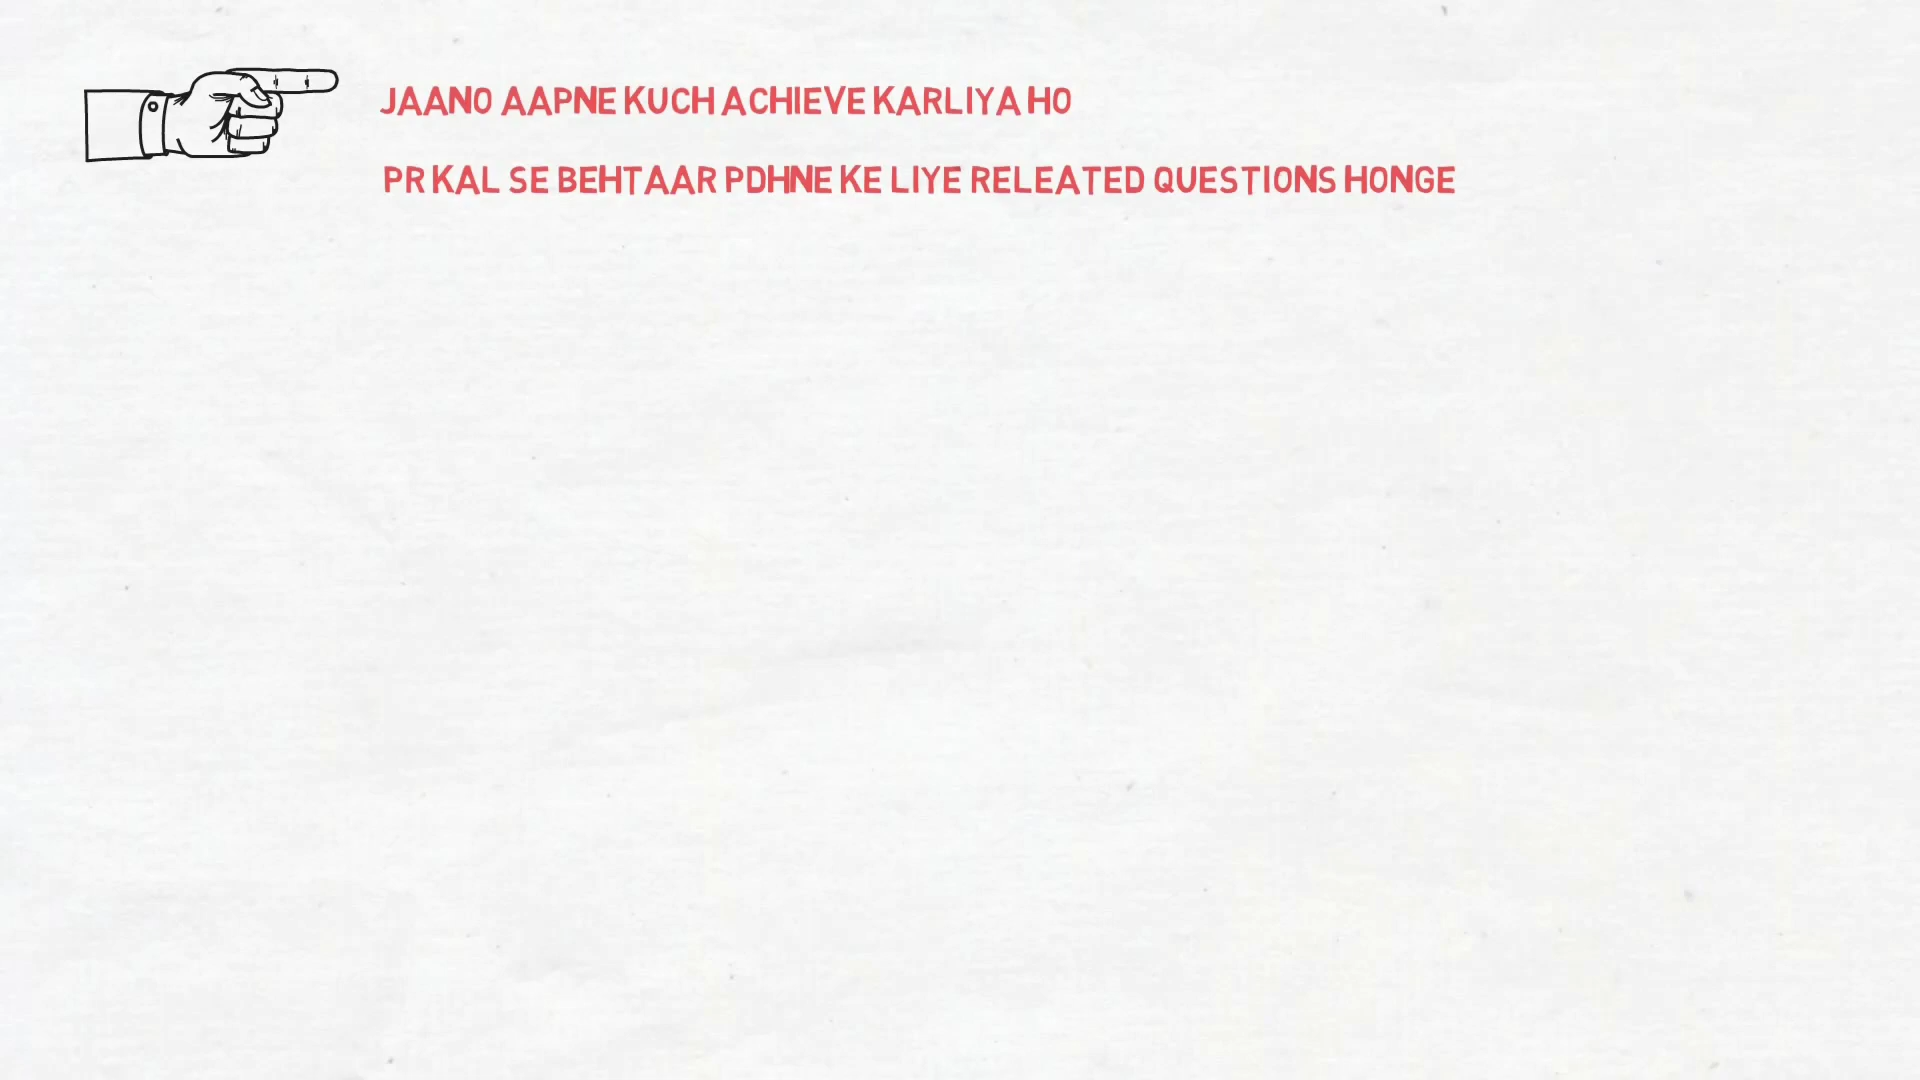 JAANO AAPNE KUCH ACHIEVE KARLIYA HO
PR KAL SE BEHTAAR PDHNE KE LIYE RELEATED QUESTIONS HONGE